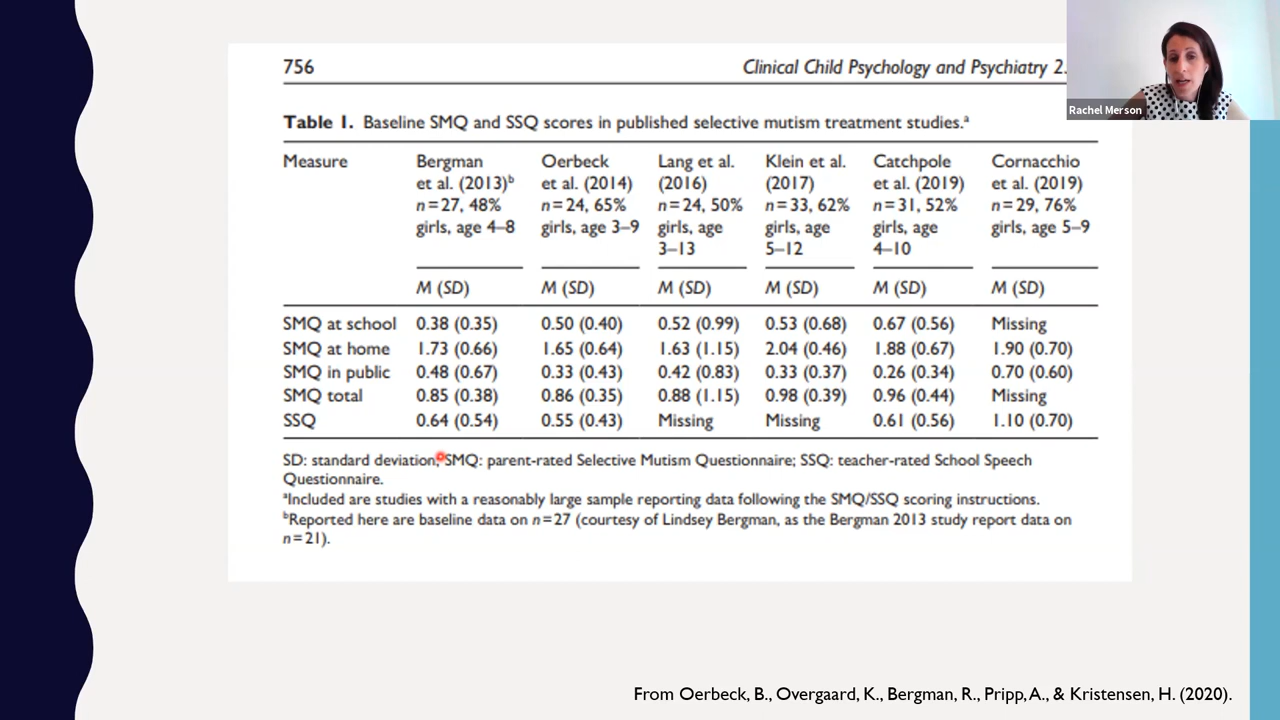 Rachel Merson
756 Clinical Child Psychology and Psychiatry 2
Table 1. Baseline SMQ and SSQ scores in published selective mutism treatment studies.ᵃ
Measure Bergman Oerbeck Lang et al. Klein et al. Catchpole Cornacchio
et al. (2013)ᵇ et al. (2014) (2016) (2017) et al. (2019) et al. (2019)
n=27, 48% n=24, 65% n=24, 50% n=33, 62% n=31, 52% n=29, 76%
girls, age 4–8 girls, age 3–9 girls, age girls, age girls, age girls, age 5–9
3–13 5–12 4–10
M (SD) M (SD) M (SD) M (SD) M (SD) M (SD)
SMQ at school 0.38 (0.35) 0.50 (0.40) 0.52 (0.99) 0.53 (0.68) 0.67 (0.56) Missing
SMQ at home 1.73 (0.66) 1.65 (0.64) 1.63 (1.15) 2.04 (0.46) 1.88 (0.67) 1.90 (0.70)
SMQ in public 0.48 (0.67) 0.33 (0.43) 0.42 (0.83) 0.33 (0.37) 0.26 (0.34) 0.70 (0.60)
SMQ total 0.85 (0.38) 0.86 (0.35) 0.88 (1.15) 0.98 (0.39) 0.96 (0.44) Missing
SSQ 0.64 (0.54) 0.55 (0.43) Missing Missing 0.61 (0.56) 1.10 (0.70)
SD: standard deviation; SMQ: parent-rated Selective Mutism Questionnaire; SSQ: teacher-rated School Speech
Questionnaire.
ᵃIncluded are studies with a reasonably large sample reporting data following the SMQ/SSQ scoring instructions.
ᵇReported here are baseline data on n=27 (courtesy of Lindsey Bergman, as the Bergman 2013 study report data on
n=21).
From Oerbeck, B., Overgaard, K., Bergman, R., Pripp, A., & Kristensen, H. (2020).